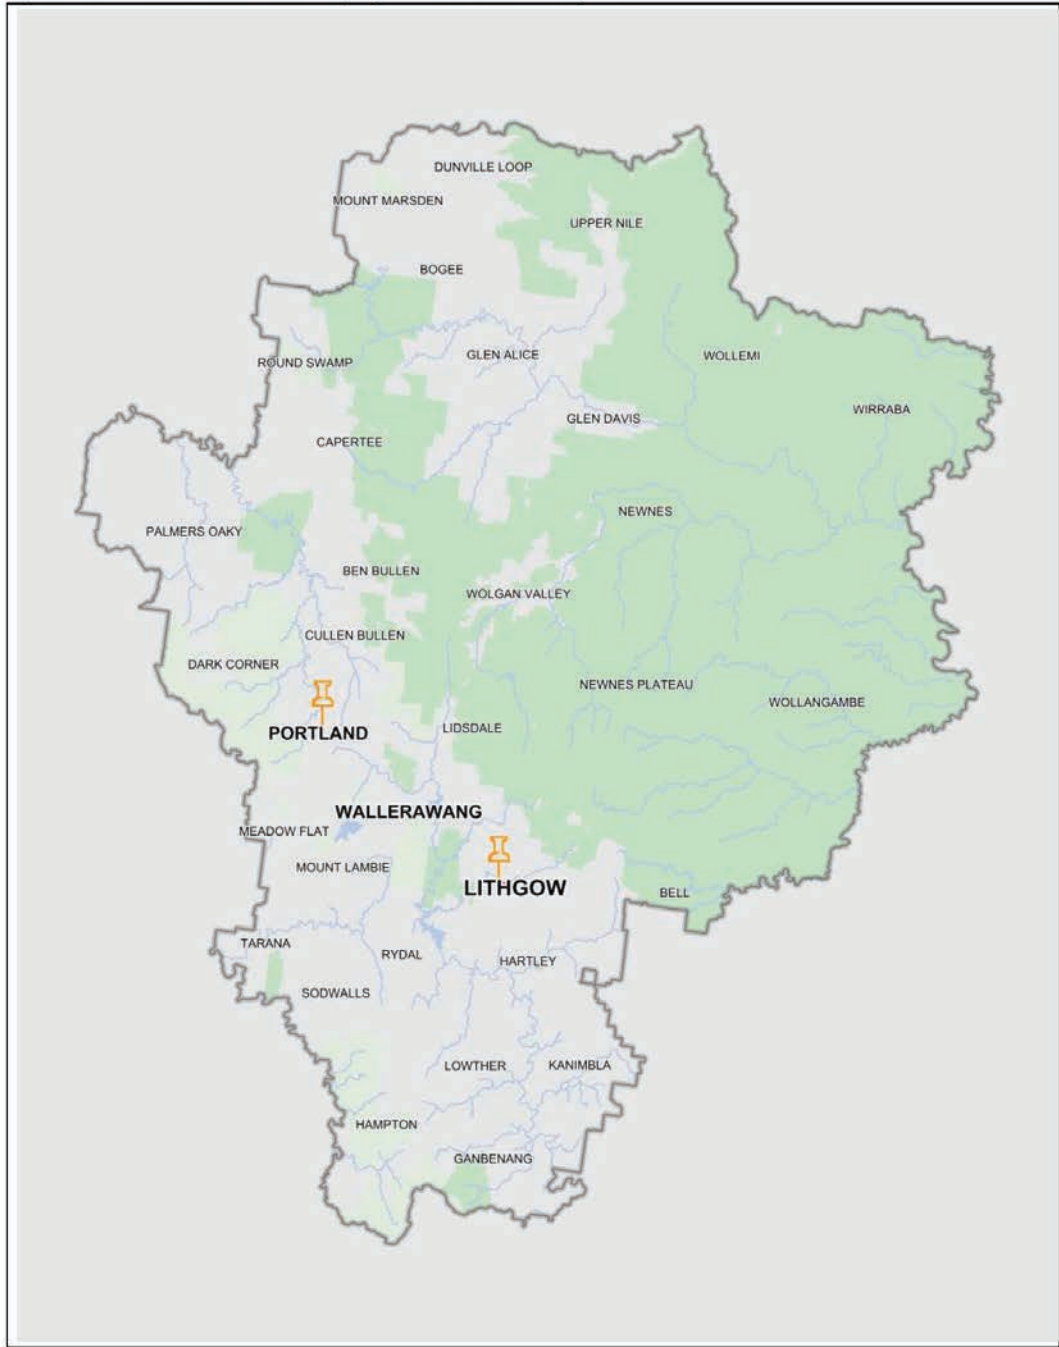 DUNVILLE LOOP
MOUNT MARSDEN
UPPER NILE
BOGEE
GLEN ALICE
WOLLEMI
ROUND SWAMP
WIRRABA
GLEN DAVIS
CAPERTEE
NEWNES
PALMERS OAKY
BEN BULLEN
WOLGAN VALLEY
CULLEN BULLEN
DARK CORNER
NEWNES PLATEAU
WOLLANGAMBE
LIDSDALE
PORTLAND
WALLERAWANG
MEADOW FLAT
MOUNT LAMBIE
LITHGOW
BELL
TARANA
RYDAL
HARTLEY
SODWALLS
LOWTHER
KANIMBLA
HAMPTON
GANBENANG